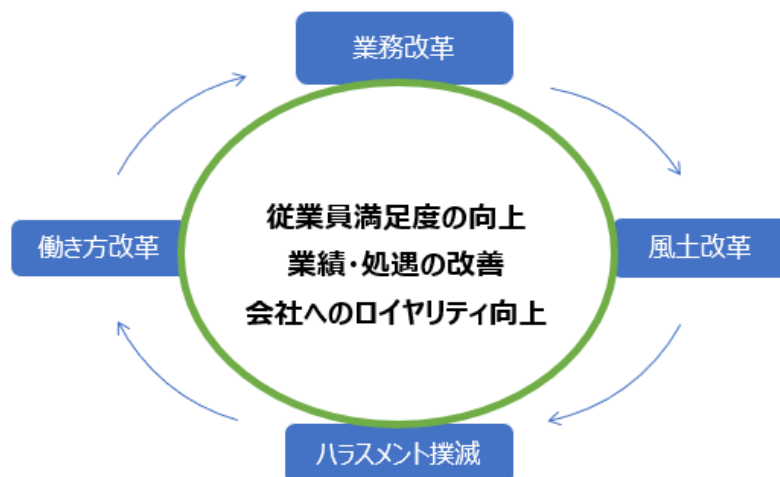 業務改革
従業員満足度の向上
業績・処遇の改善
会社へのロイヤリティ向上
働き方改革
風土改革
ハラスメント撲滅